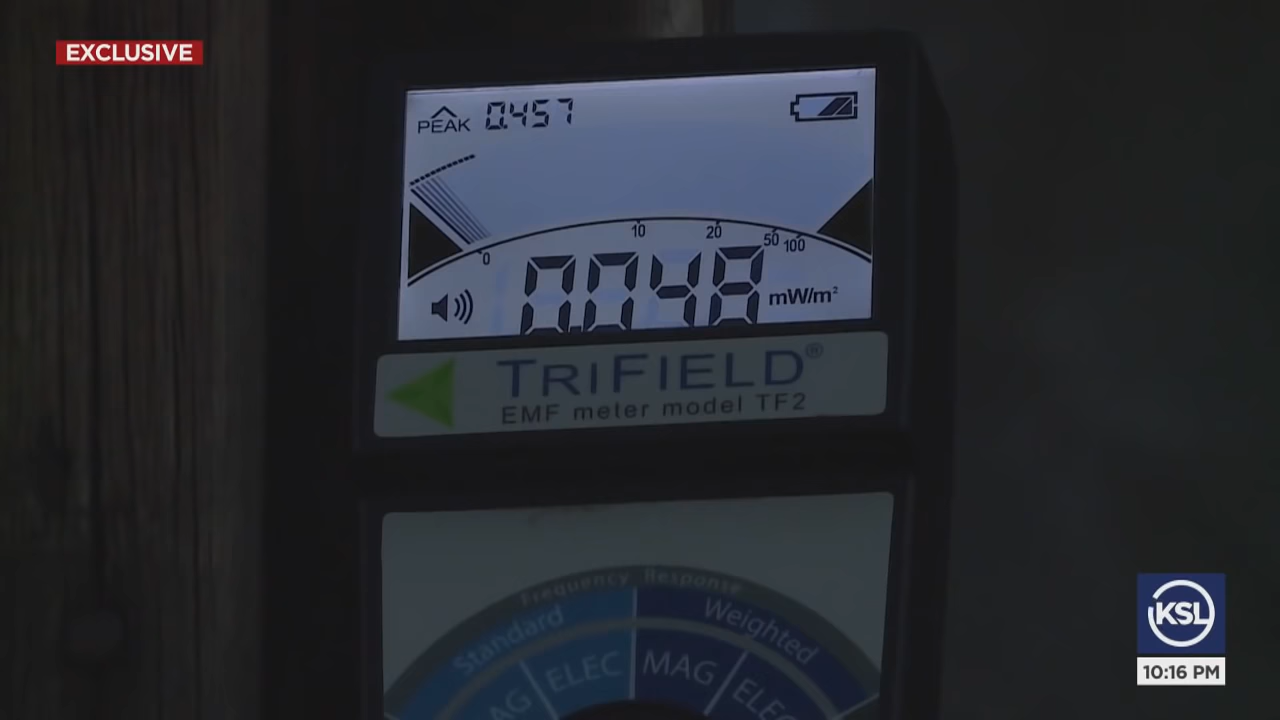 EXCLUSIVE
PEAK 0.457
0 10 20 50 100
0.048 mW/m²
TRIFIELD®
EMF meter model TF2
Frequency Response
Standard Weighted
ELEC MAG
KSL
10:16 PM